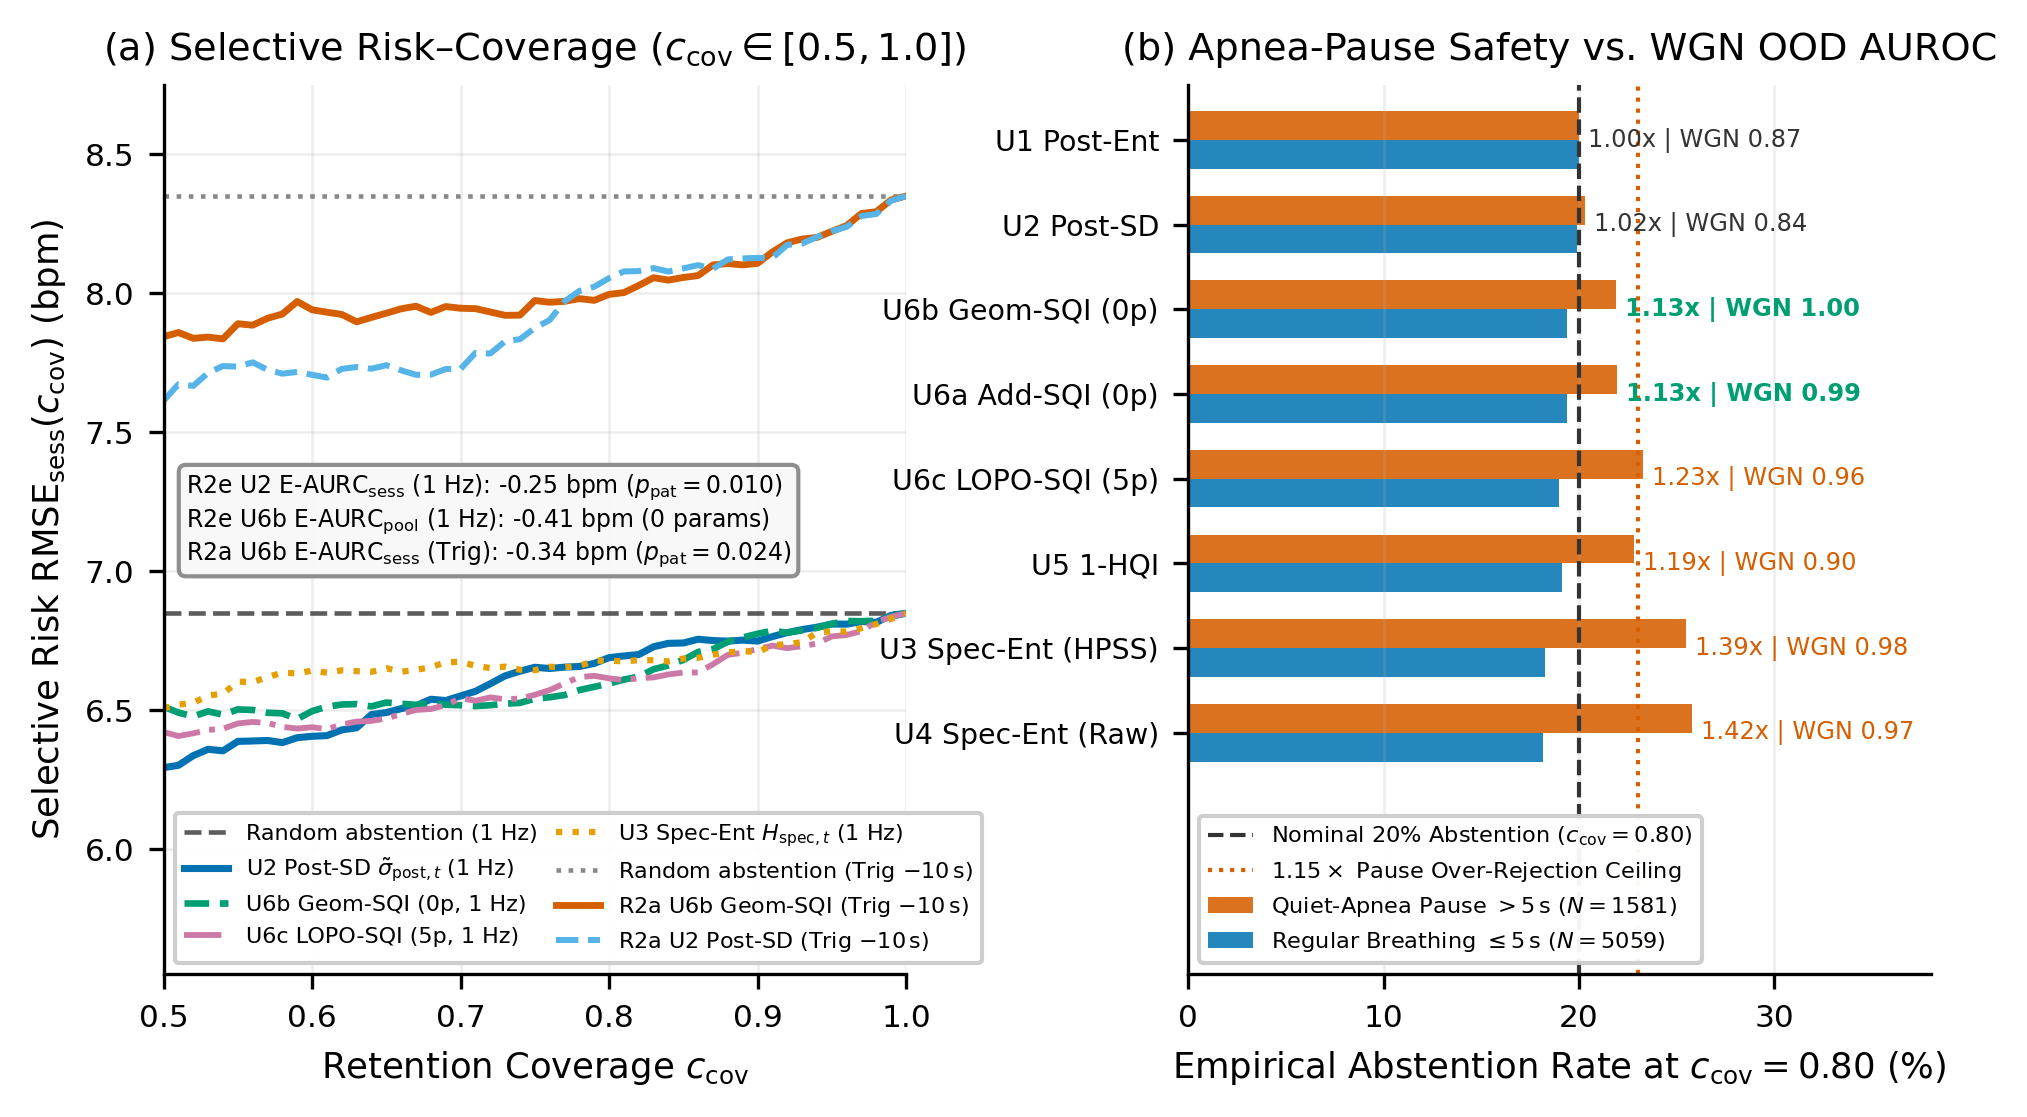 (a) Selective Risk–Coverage (c_cov ∈ [0.5, 1.0])
Selective Risk RMSE_sess(c_cov) (bpm)
8.5
8.0
7.5
7.0
6.5
6.0
R2e U2 E-AURC_sess (1 Hz): -0.25 bpm (p_pat = 0.010)
R2e U6b E-AURC_pool (1 Hz): -0.41 bpm (0 params)
R2a U6b E-AURC_sess (Trig): -0.34 bpm (p_pat = 0.024)
Random abstention (1 Hz)
U2 Post-SD σ̃_post,t (1 Hz)
U6b Geom-SQI (0p, 1 Hz)
U6c LOPO-SQI (5p, 1 Hz)
U3 Spec-Ent H_spec,t (1 Hz)
Random abstention (Trig −10 s)
R2a U6b Geom-SQI (Trig −10 s)
R2a U2 Post-SD (Trig −10 s)
0.5 0.6 0.7 0.8 0.9 1.0
Retention Coverage c_cov
(b) Apnea-Pause Safety vs. WGN OOD AUROC
U1 Post-Ent
1.00x | WGN 0.87
U2 Post-SD
1.02x | WGN 0.84
U6b Geom-SQI (0p)
1.13x | WGN 1.00
U6a Add-SQI (0p)
1.13x | WGN 0.99
U6c LOPO-SQI (5p)
1.23x | WGN 0.96
U5 1-HQI
1.19x | WGN 0.90
U3 Spec-Ent (HPSS)
1.39x | WGN 0.98
U4 Spec-Ent (Raw)
1.42x | WGN 0.97
Nominal 20% Abstention (c_cov = 0.80)
1.15 × Pause Over-Rejection Ceiling
Quiet-Apnea Pause > 5 s (N = 1581)
Regular Breathing ≤ 5 s (N = 5059)
0 10 20 30
Empirical Abstention Rate at c_cov = 0.80 (%)